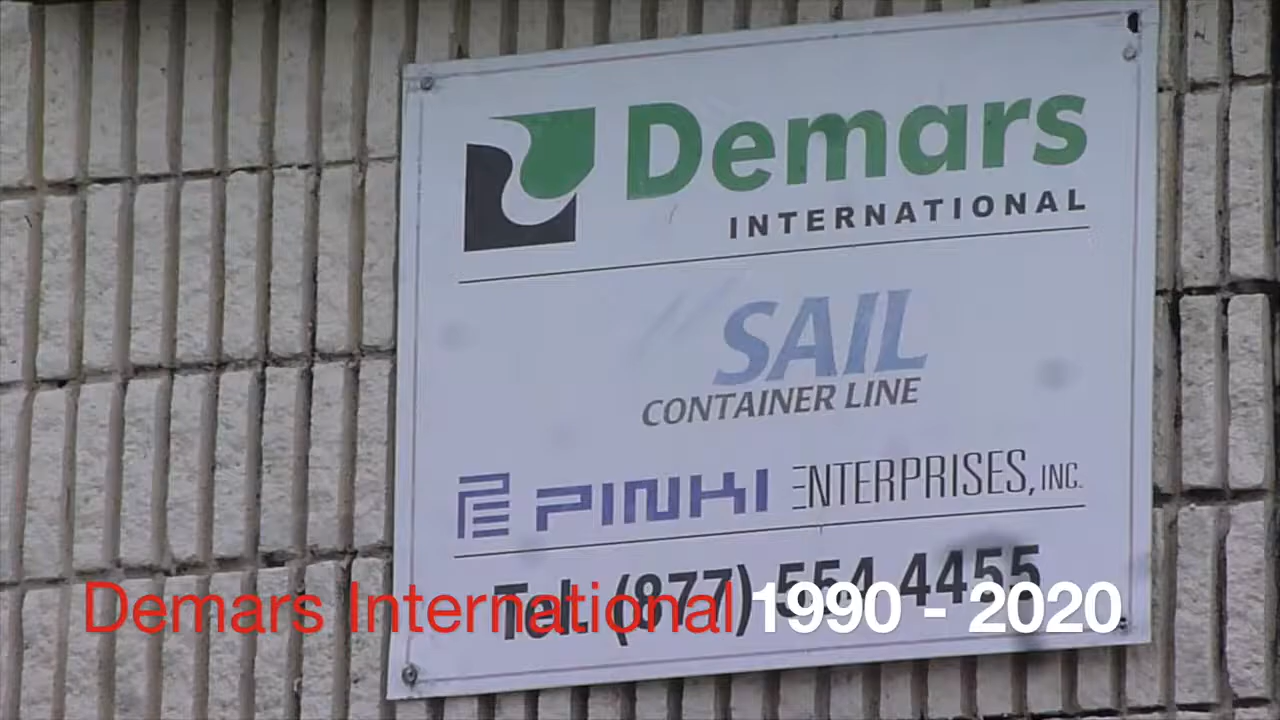 Demars
INTERNATIONAL
SAIL
CONTAINER LINE
PINKI ENTERPRISES, INC.
Tel. (877) 554-4455
Demars International 1990 - 2020